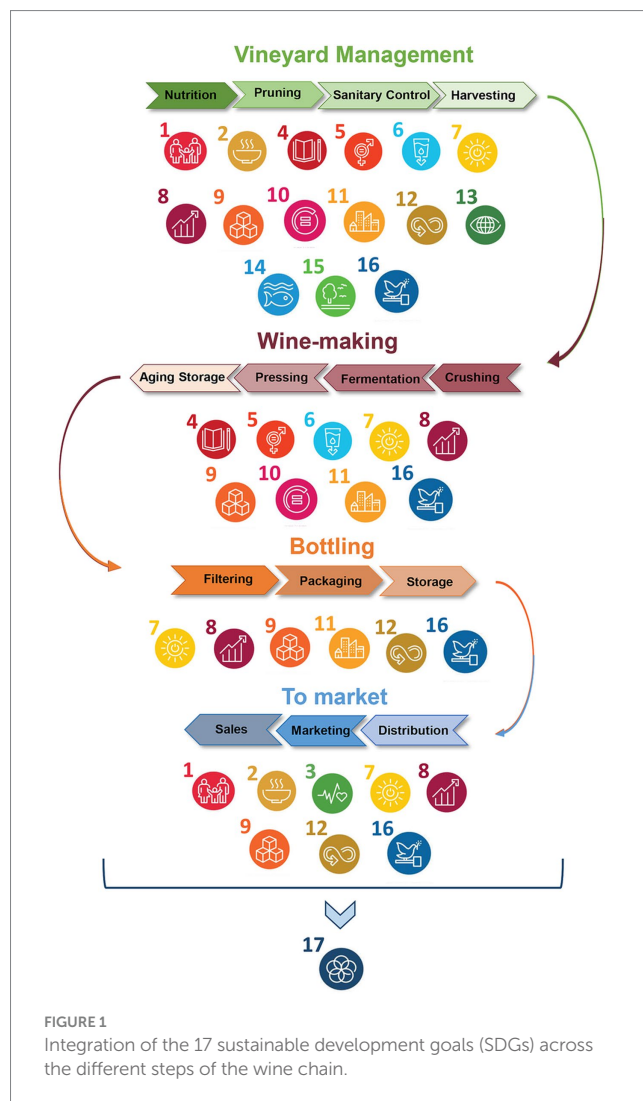 Vineyard Management
Nutrition Pruning Sanitary Control Harvesting
1 2 4 5 6 7
8 9 10 11 12 13
14 15 16
Wine-making
Aging Storage Pressing Fermentation Crushing
4 5 6 7 8
9 10 11 16
Bottling
Filtering Packaging Storage
7 8 9 11 12 16
To market
Sales Marketing Distribution
1 2 3 7 8
9 12 16
17
FIGURE 1
Integration of the 17 sustainable development goals (SDGs) across
the different steps of the wine chain.